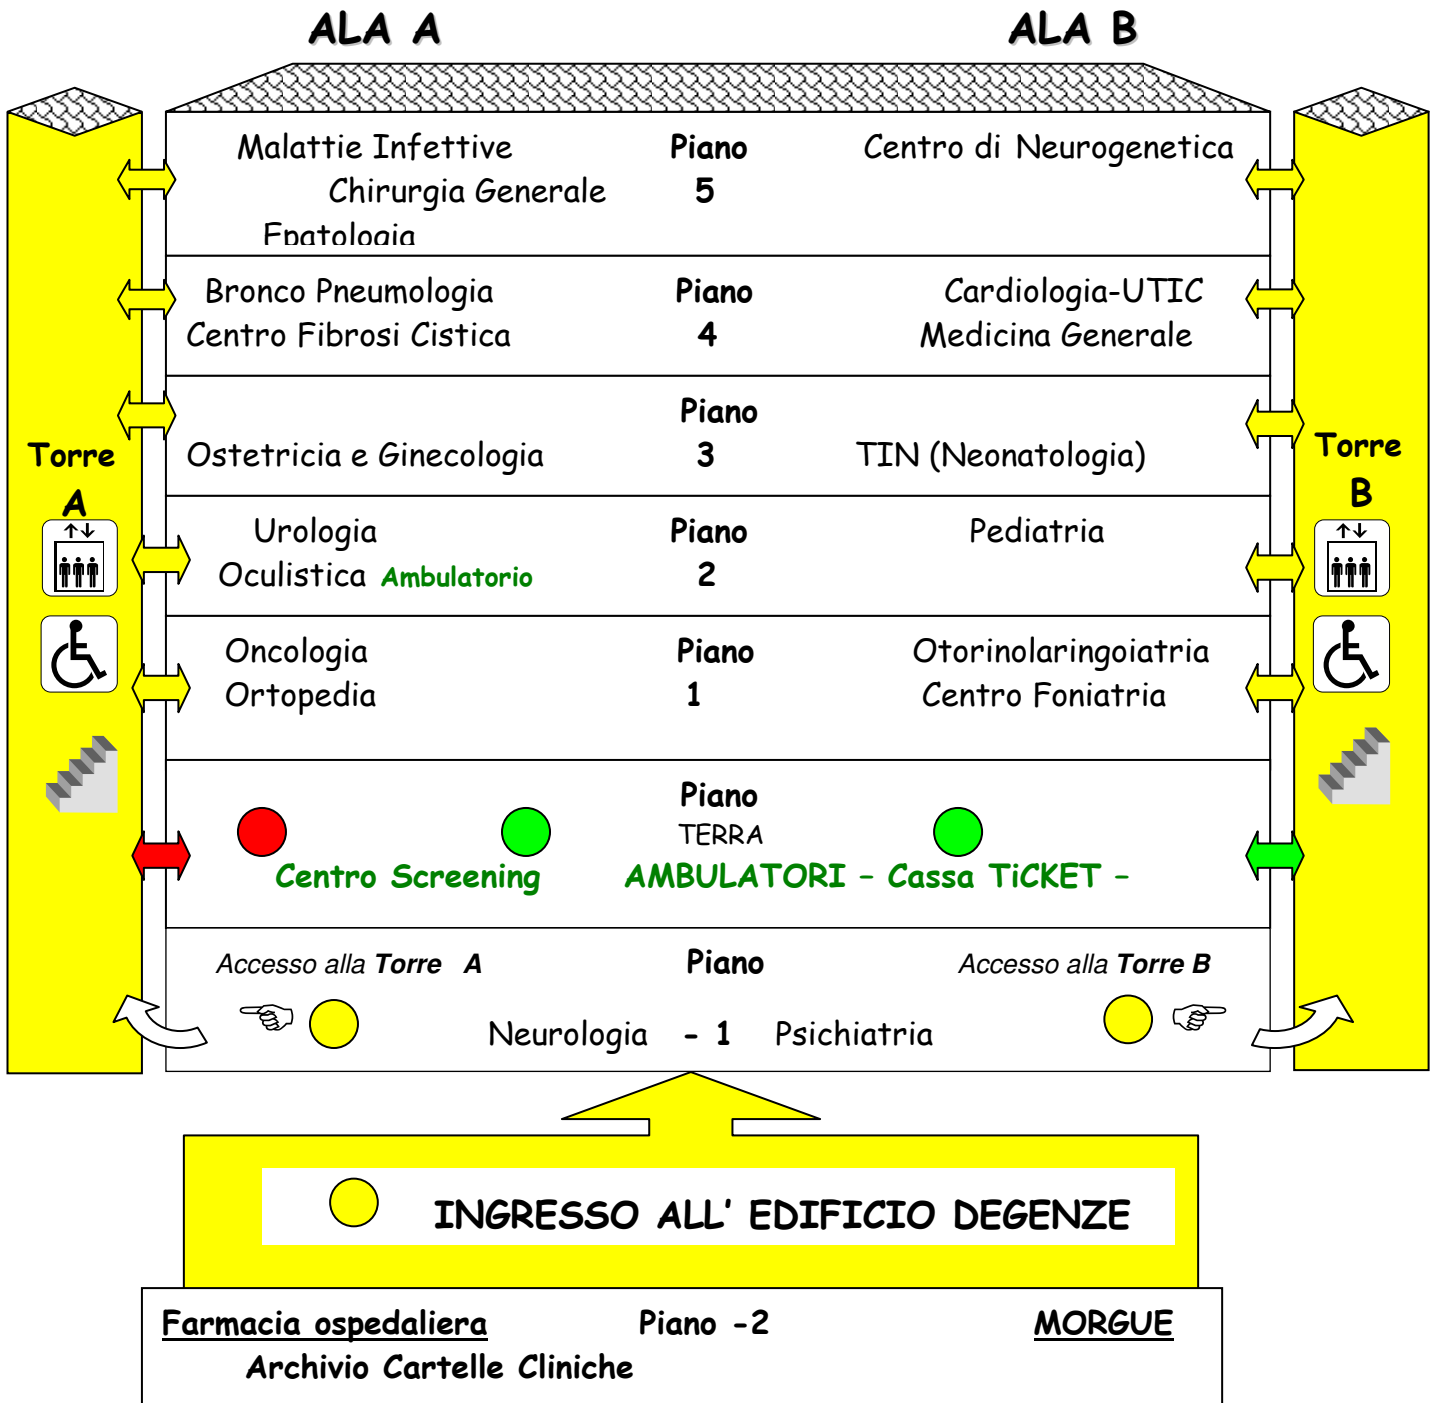 ALA A ALA B
Malattie Infettive Piano Centro di Neurogenetica
Chirurgia Generale 5
Epatologia
Bronco Pneumologia Piano Cardiologia-UTIC
Centro Fibrosi Cistica 4 Medicina Generale
Piano
Ostetricia e Ginecologia 3 TIN (Neonatologia)
Torre A
Torre B
Urologia Piano Pediatria
Oculistica Ambulatorio 2
Oncologia Piano Otorinolaringoiatria
Ortopedia 1 Centro Foniatria
Piano
TERRA
Centro Screening AMBULATORI – Cassa TiCKET –
Accesso alla Torre A Piano Accesso alla Torre B
Neurologia - 1 Psichiatria
INGRESSO ALL' EDIFICIO DEGENZE
Farmacia ospedaliera Piano -2 MORGUE
Archivio Cartelle Cliniche